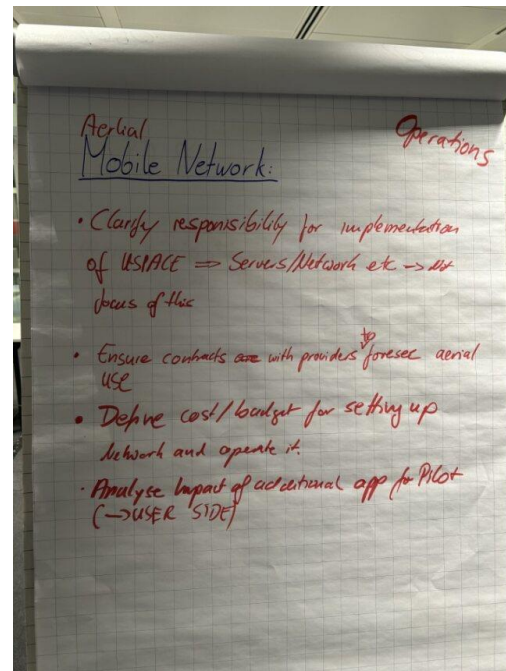 Aerlial
Operations
Mobile Network:
• Clarify responsibility for implementation
of USPACE ⇒ Servers/Network etc → not
focus of this
• Ensure contracts are with providers to foresee aerial
use
• Define cost/budget for setting up
Network and operate it.
• Analyse impact of additional app for Pilot
(→USER SIDE)